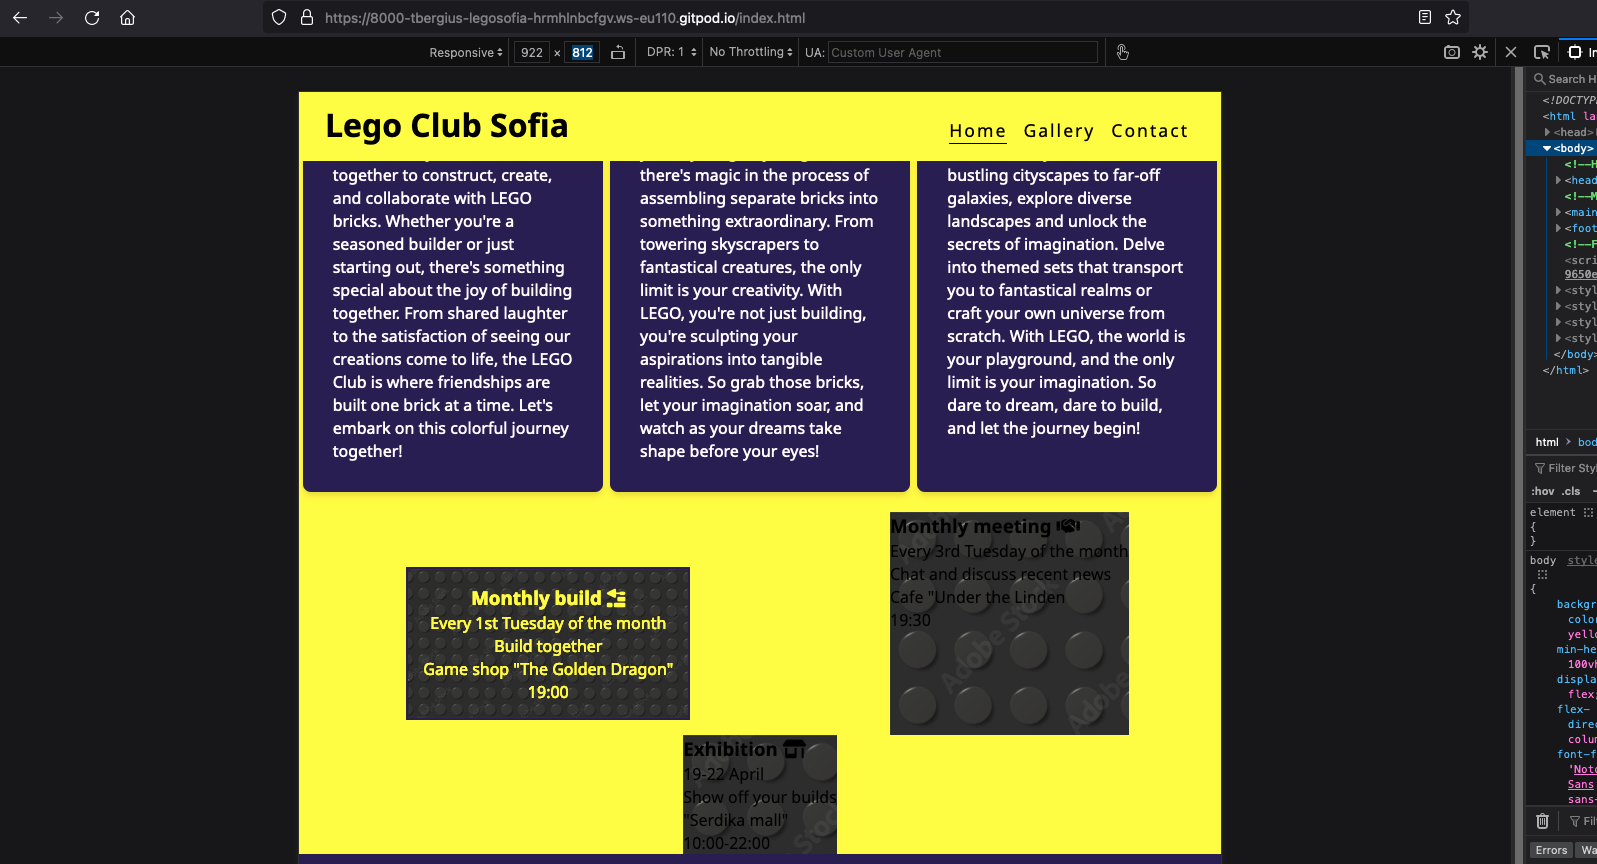 https://8000-tbergius-legosofia-hrmhlnbcfgv.ws-eu110.gitpod.io/index.html
Responsive 922 × 812 DPR: 1 No Throttling UA: Custom User Agent
Lego Club Sofia
Home Gallery Contact
together to construct, create,
and collaborate with LEGO
bricks. Whether you're a
seasoned builder or just
starting out, there's something
special about the joy of building
together. From shared laughter
to the satisfaction of seeing our
creations come to life, the LEGO
Club is where friendships are
built one brick at a time. Let's
embark on this colorful journey
together!
there's magic in the process of
assembling separate bricks into
something extraordinary. From
towering skyscrapers to
fantastical creatures, the only
limit is your creativity. With
LEGO, you're not just building,
you're sculpting your
aspirations into tangible
realities. So grab those bricks,
let your imagination soar, and
watch as your dreams take
shape before your eyes!
bustling cityscapes to far-off
galaxies, explore diverse
landscapes and unlock the
secrets of imagination. Delve
into themed sets that transport
you to fantastical realms or
craft your own universe from
scratch. With LEGO, the world is
your playground, and the only
limit is your imagination. So
dare to dream, dare to build,
and let the journey begin!
Monthly build
Every 1st Tuesday of the month
Build together
Game shop "The Golden Dragon"
19:00
Monthly meeting
Every 3rd Tuesday of the month
Chat and discuss recent news
Cafe "Under the Linden
19:30
Adobe Stock
Exhibition
19-22 April
Show off your builds
"Serdika mall"
10:00-22:00
In
Search H
<!DOCTYP
<html la
<head>
<body>
<!--H
<head
<!--M
<main
<foot
<!--F
<scri
9650e
<styl
<styl
<styl
<styl
</body>
</html>
html > bod
Filter Sty
:hov .cls
element
{
}
body style
{
backgr
color
yello
min-he
100vh
displa
flex;
flex-
direc
colum
font-f
'Noto
Sans
sans-
Fil
Errors Wa